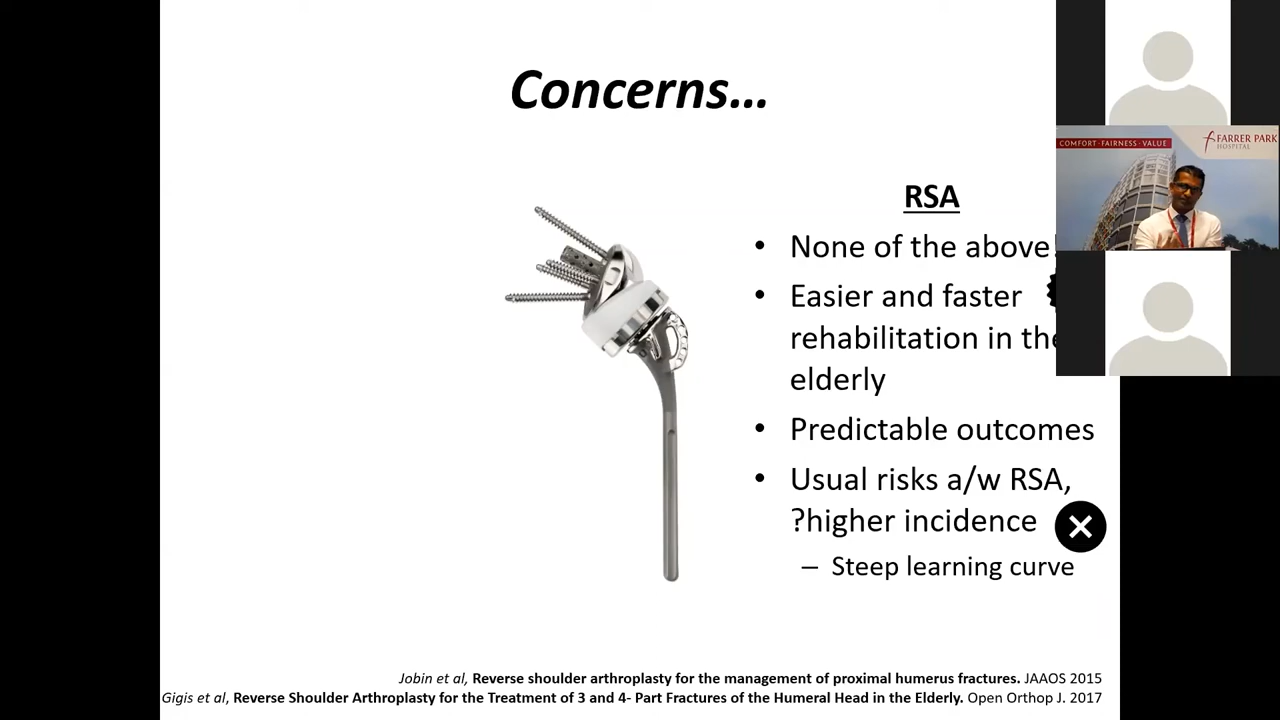 Concerns...
COMFORT · FAIRNESS · VALUE
FARRER PARK
HOSPITAL
RSA
• None of the above!
• Easier and faster
rehabilitation in the
elderly
• Predictable outcomes
• Usual risks a/w RSA,
?higher incidence
– Steep learning curve
Jobin et al, Reverse shoulder arthroplasty for the management of proximal humerus fractures. JAAOS 2015
Gigis et al, Reverse Shoulder Arthroplasty for the Treatment of 3 and 4- Part Fractures of the Humeral Head in the Elderly. Open Orthop J. 2017